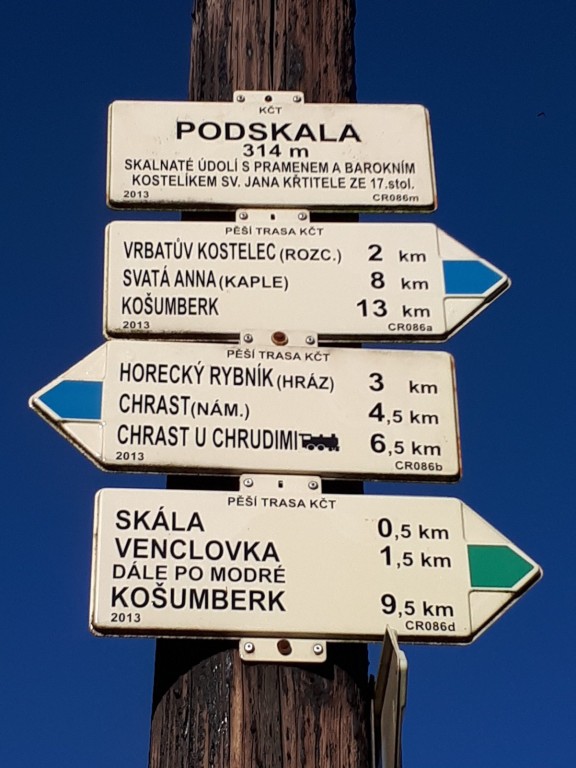 KČT
PODSKALA
314 m
SKALNATÉ ÚDOLÍ S PRAMENEM A BAROKNÍM
KOSTELÍKEM SV. JANA KŘTITELE ZE 17.stol.
2013 CR086m
PĚŠÍ TRASA KČT
VRBATŮV KOSTELEC (ROZC.) 2 km
SVATÁ ANNA (KAPLE) 8 km
KOŠUMBERK 13 km
2013 CR086a
PĚŠÍ TRASA KČT
HORECKÝ RYBNÍK (HRÁZ) 3 km
CHRAST (NÁM.) 4,5 km
CHRAST U CHRUDIMI 6,5 km
2013 CR086b
PĚŠÍ TRASA KČT
SKÁLA 0,5 km
VENCLOVKA 1,5 km
DÁLE PO MODRÉ
KOŠUMBERK 9,5 km
2013 CR086d